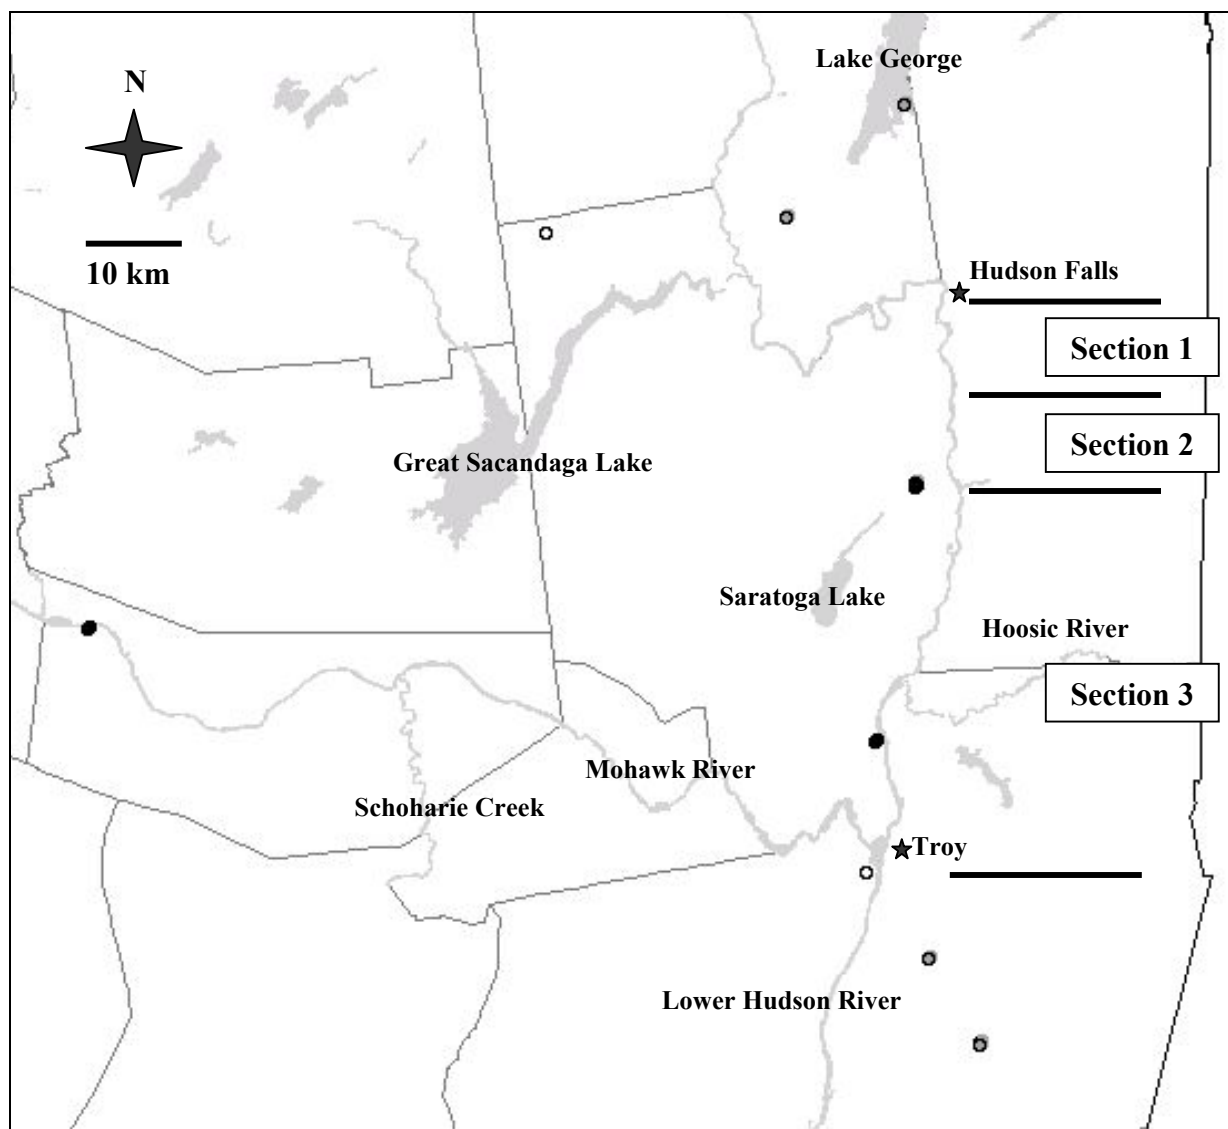 Lake George
N
10 km
Hudson Falls
Section 1
Section 2
Great Sacandaga Lake
Saratoga Lake
Hoosic River
Section 3
Mohawk River
Schoharie Creek
Troy
Lower Hudson River